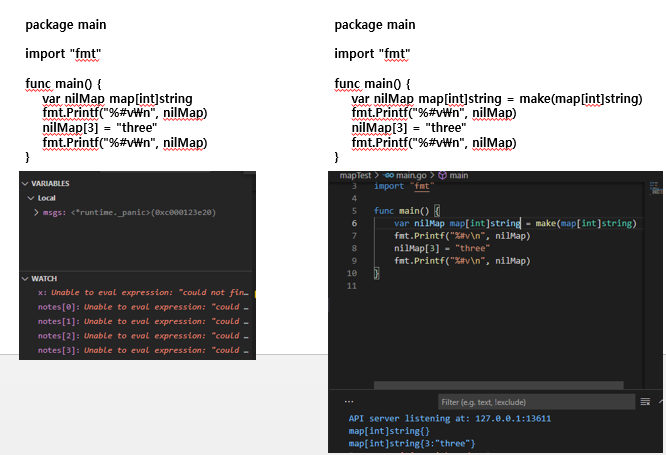 package main
import "fmt"
func main() {
var nilMap map[int]string
fmt.Printf("%#v₩n", nilMap)
nilMap[3] = "three"
fmt.Printf("%#v₩n", nilMap)
}
VARIABLES
Local
msgs: <*runtime._panic>(0xc000123e20)
WATCH
x: Unable to eval expression: "could not fin…
notes[0]: Unable to eval expression: "could …
notes[1]: Unable to eval expression: "could …
notes[2]: Unable to eval expression: "could …
notes[3]: Unable to eval expression: "could …
package main
import "fmt"
func main() {
var nilMap map[int]string = make(map[int]string)
fmt.Printf("%#v₩n", nilMap)
nilMap[3] = "three"
fmt.Printf("%#v₩n", nilMap)
}
mapTest > main.go > main
3 import "fmt"
4
5 func main() {
6 var nilMap map[int]string = make(map[int]string)
7 fmt.Printf("%#v\n", nilMap)
8 nilMap[3] = "three"
9 fmt.Printf("%#v\n", nilMap)
10 }
11
... Filter (e.g. text, !exclude)
API server listening at: 127.0.0.1:13611
map[int]string{}
map[int]string{3:"three"}